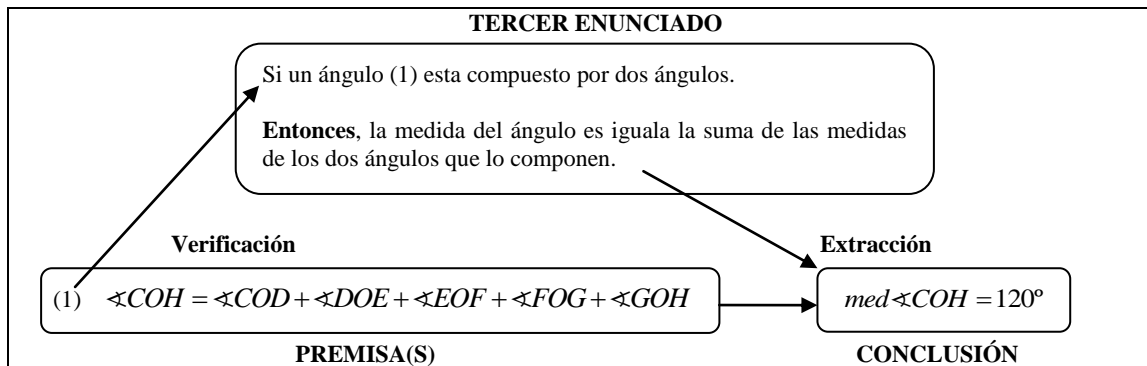 TERCER ENUNCIADO
Si un ángulo (1) esta compuesto por dos ángulos.
Entonces, la medida del ángulo es iguala la suma de las medidas
de los dos ángulos que lo componen.
Verificación
Extracción
(1) ∢COH = ∢COD + ∢DOE + ∢EOF + ∢FOG + ∢GOH
med∢COH = 120º
PREMISA(S)
CONCLUSIÓN